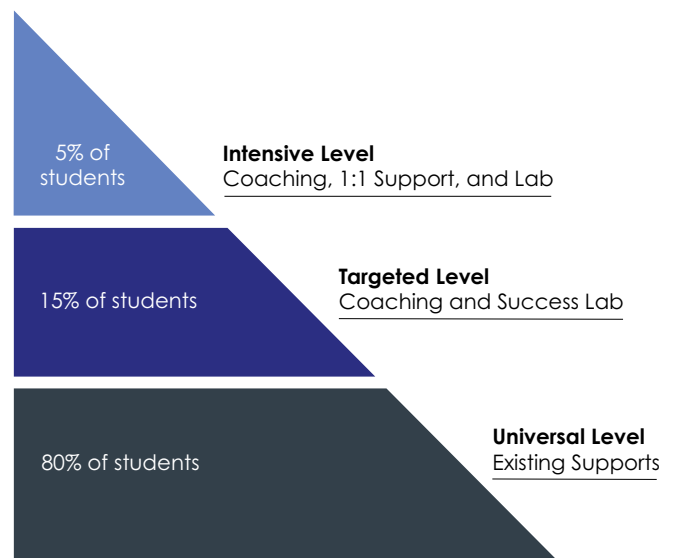 5% of
students
Intensive Level
Coaching, 1:1 Support, and Lab
15% of students
Targeted Level
Coaching and Success Lab
80% of students
Universal Level
Existing Supports